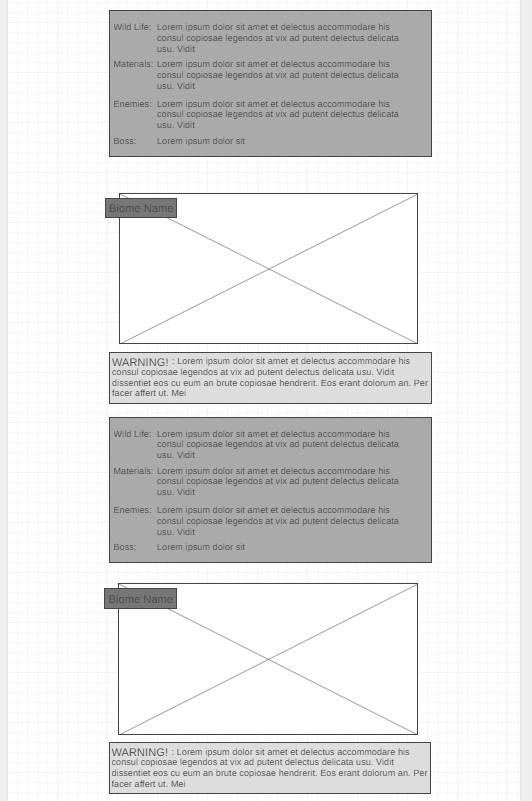 Wild Life: Lorem ipsum dolor sit amet et delectus accommodare his
consul copiosae legendos at vix ad putent delectus delicata
usu. Vidit
Materials: Lorem ipsum dolor sit amet et delectus accommodare his
consul copiosae legendos at vix ad putent delectus delicata
usu. Vidit
Enemies: Lorem ipsum dolor sit amet et delectus accommodare his
consul copiosae legendos at vix ad putent delectus delicata
usu. Vidit
Boss: Lorem ipsum dolor sit
Biome Name
WARNING! : Lorem ipsum dolor sit amet et delectus accommodare his
consul copiosae legendos at vix ad putent delectus delicata usu. Vidit
dissentiet eos cu eum an brute copiosae hendrerit. Eos erant dolorum an. Per
facer affert ut. Mei
Wild Life: Lorem ipsum dolor sit amet et delectus accommodare his
consul copiosae legendos at vix ad putent delectus delicata
usu. Vidit
Materials: Lorem ipsum dolor sit amet et delectus accommodare his
consul copiosae legendos at vix ad putent delectus delicata
usu. Vidit
Enemies: Lorem ipsum dolor sit amet et delectus accommodare his
consul copiosae legendos at vix ad putent delectus delicata
usu. Vidit
Boss: Lorem ipsum dolor sit
Biome Name
WARNING! : Lorem ipsum dolor sit amet et delectus accommodare his
consul copiosae legendos at vix ad putent delectus delicata usu. Vidit
dissentiet eos cu eum an brute copiosae hendrerit. Eos erant dolorum an. Per
facer affert ut. Mei